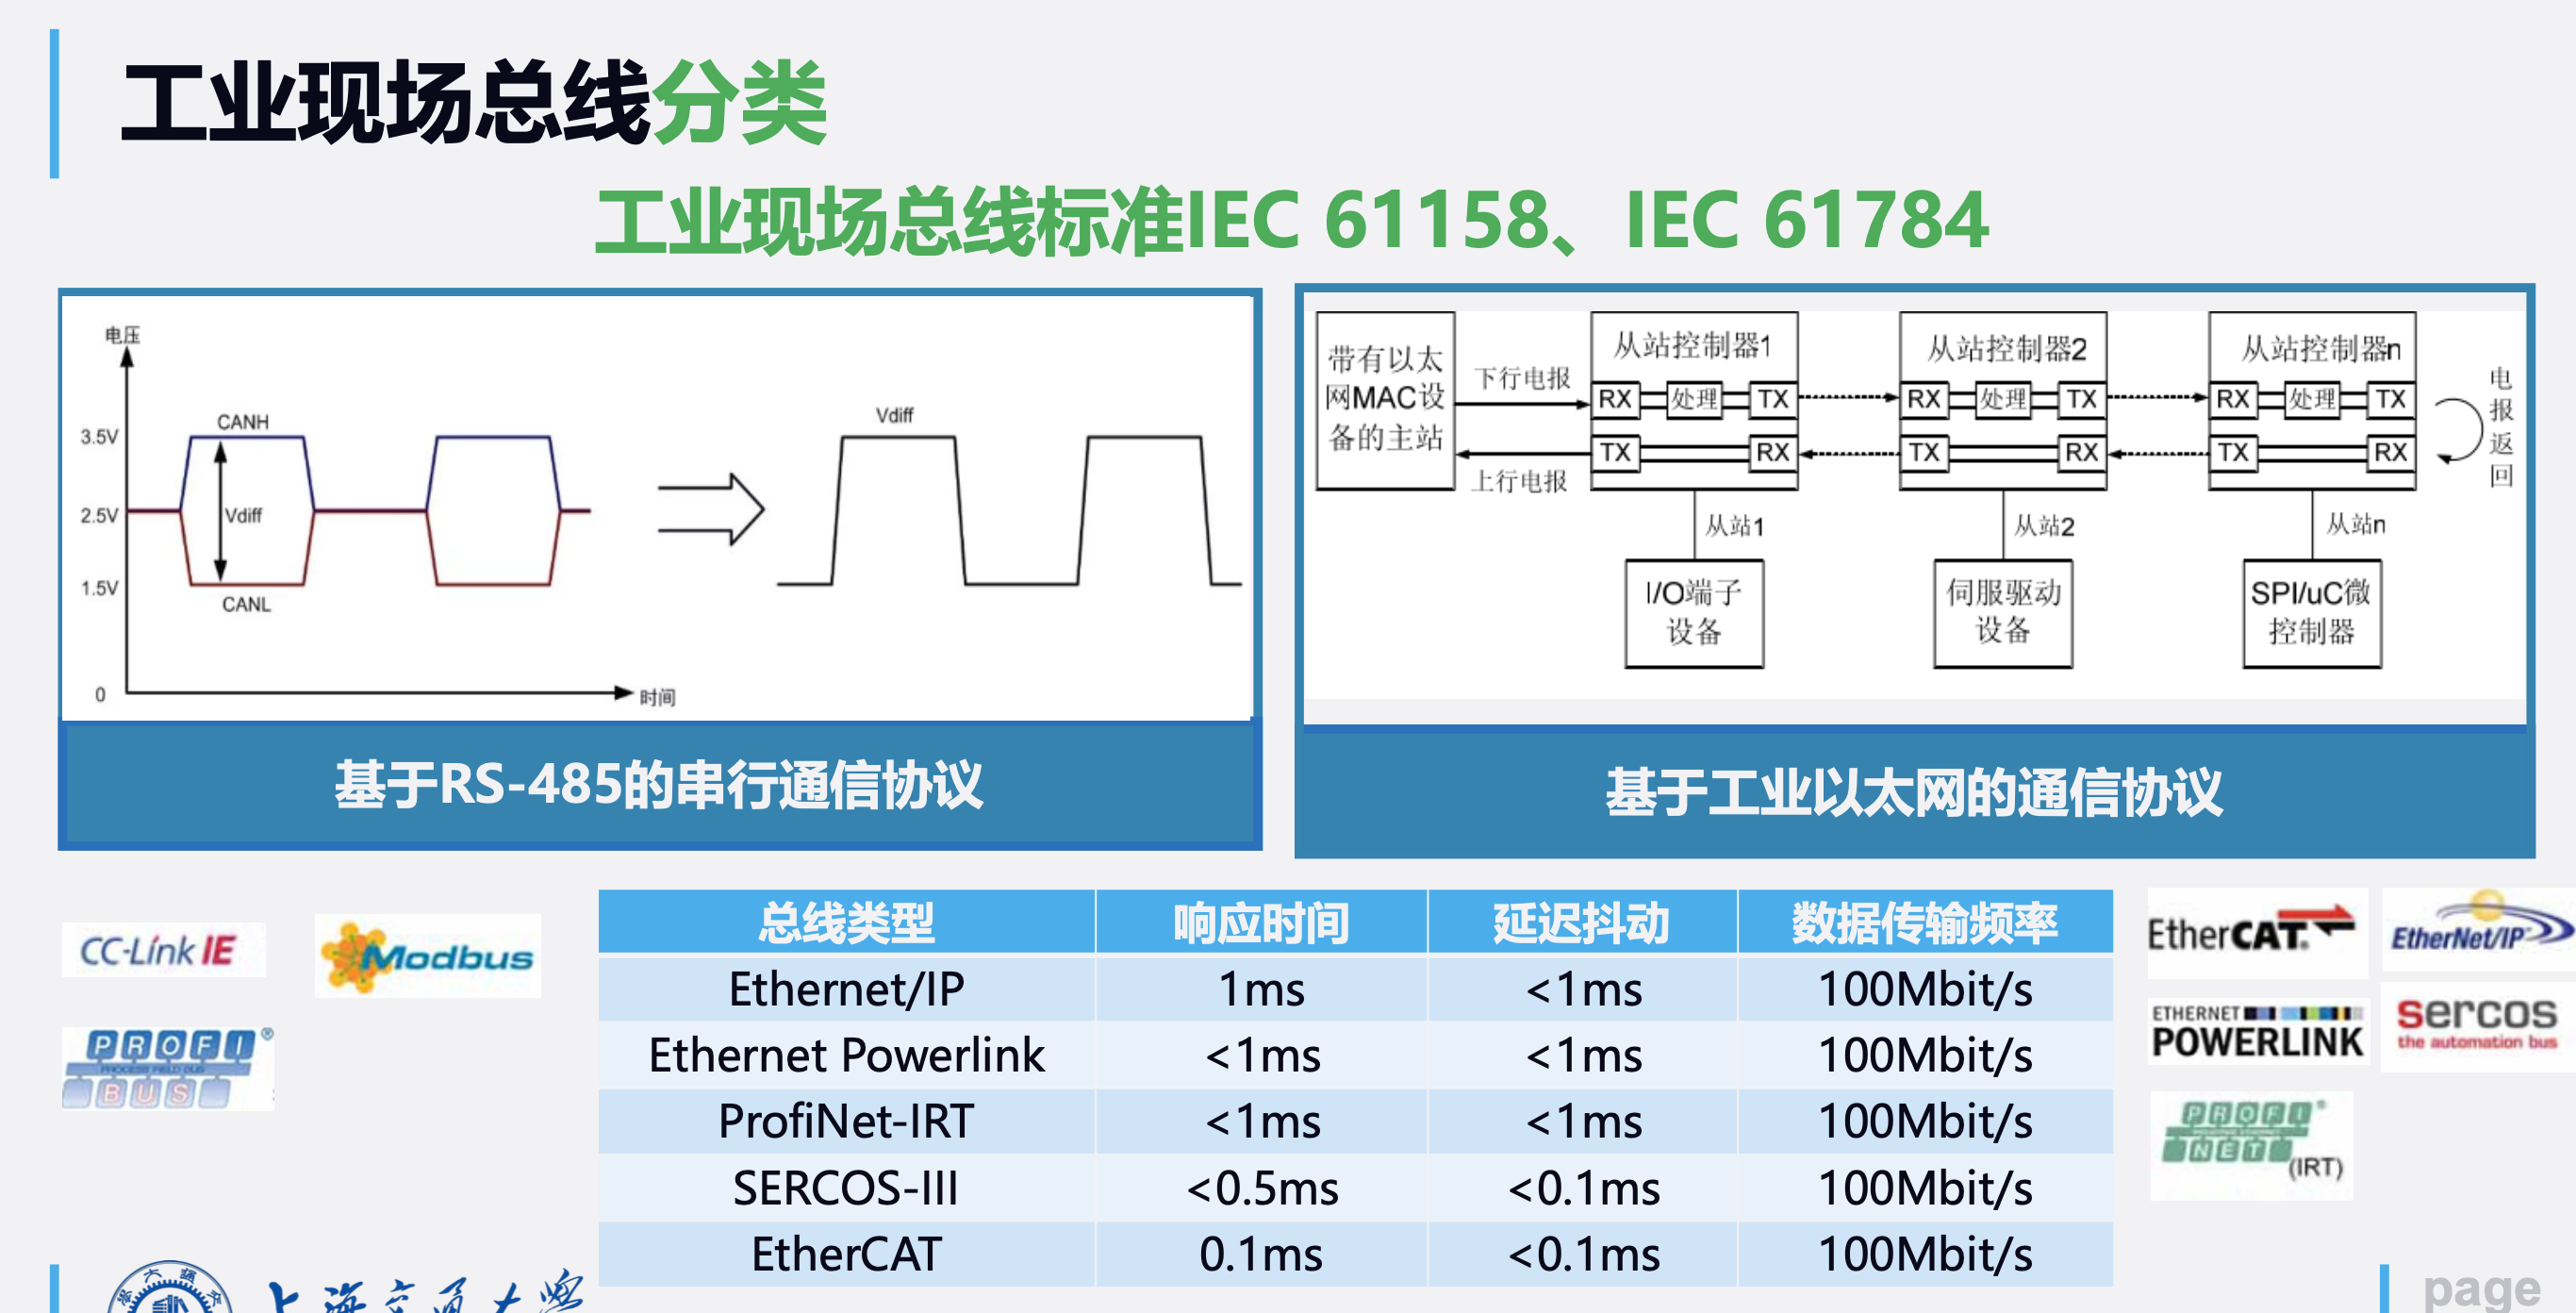 工业现场总线分类
工业现场总线标准IEC 61158、IEC 61784
电压
CANH
3.5V
Vdiff
2.5V
Vdiff
1.5V
CANL
0
时间
基于RS-485的串行通信协议
带有以太
网MAC设
备的主站
下行电报
上行电报
从站控制器1
RX 处理 TX
TX RX
从站1
I/O端子
设备
从站控制器2
RX 处理 TX
TX RX
从站2
伺服驱动
设备
从站控制器n
RX 处理 TX
TX RX
从站n
SPI/uC微
控制器
电
报
返
回
基于工业以太网的通信协议
CC-Link IE
Modbus
PROFI®
PROCESS FIELD BUS
BUS
总线类型 响应时间 延迟抖动 数据传输频率
Ethernet/IP 1ms <1ms 100Mbit/s
Ethernet Powerlink <1ms <1ms 100Mbit/s
ProfiNet-IRT <1ms <1ms 100Mbit/s
SERCOS-III <0.5ms <0.1ms 100Mbit/s
EtherCAT 0.1ms <0.1ms 100Mbit/s
EtherCAT®
EtherNet/IP
ETHERNET
POWERLINK
sercos
the automation bus
PROFI®
NET
(IRT)
上海交通大学
page